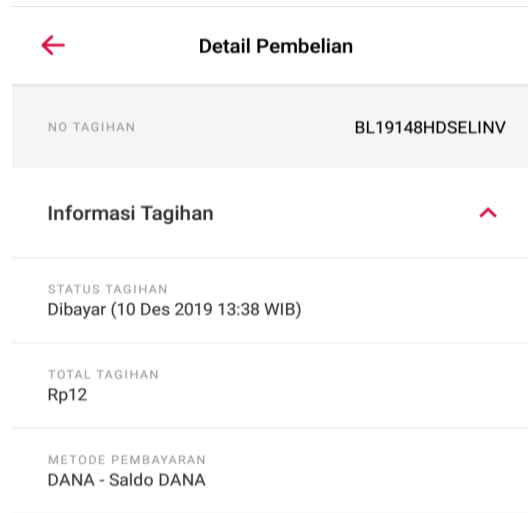 Detail Pembelian
NO TAGIHAN BL19148HDSELINV
Informasi Tagihan
STATUS TAGIHAN
Dibayar (10 Des 2019 13:38 WIB)
TOTAL TAGIHAN
Rp12
METODE PEMBAYARAN
DANA - Saldo DANA